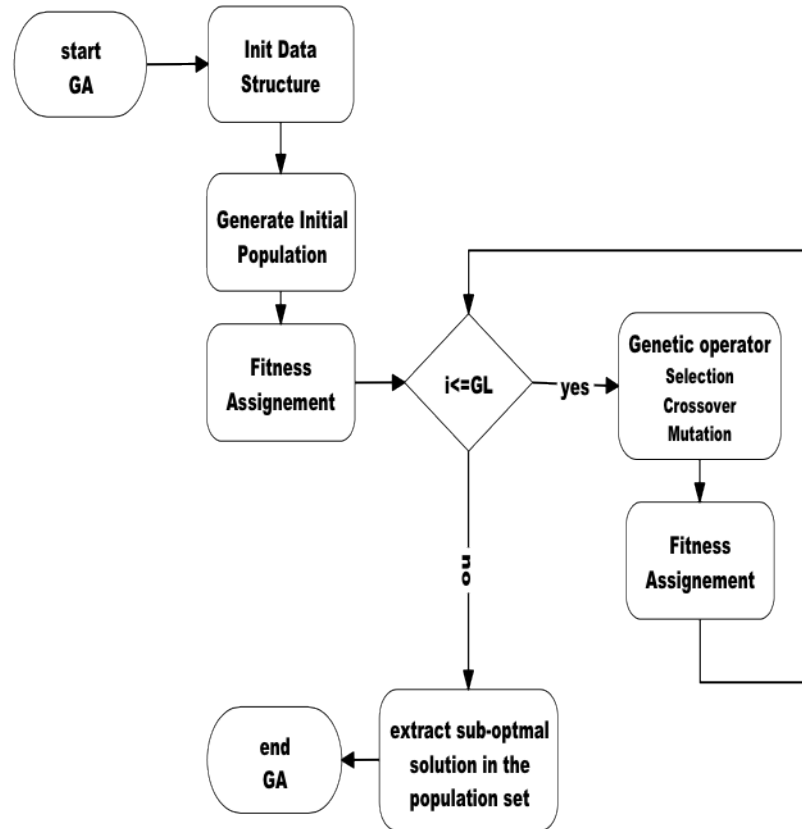 start
GA
Init Data
Structure
Generate Initial
Population
Fitness
Assignement
i<=GL
yes
Genetic operator
Selection
Crossover
Mutation
Fitness
Assignement
no
extract sub-optmal
solution in the
population set
end
GA